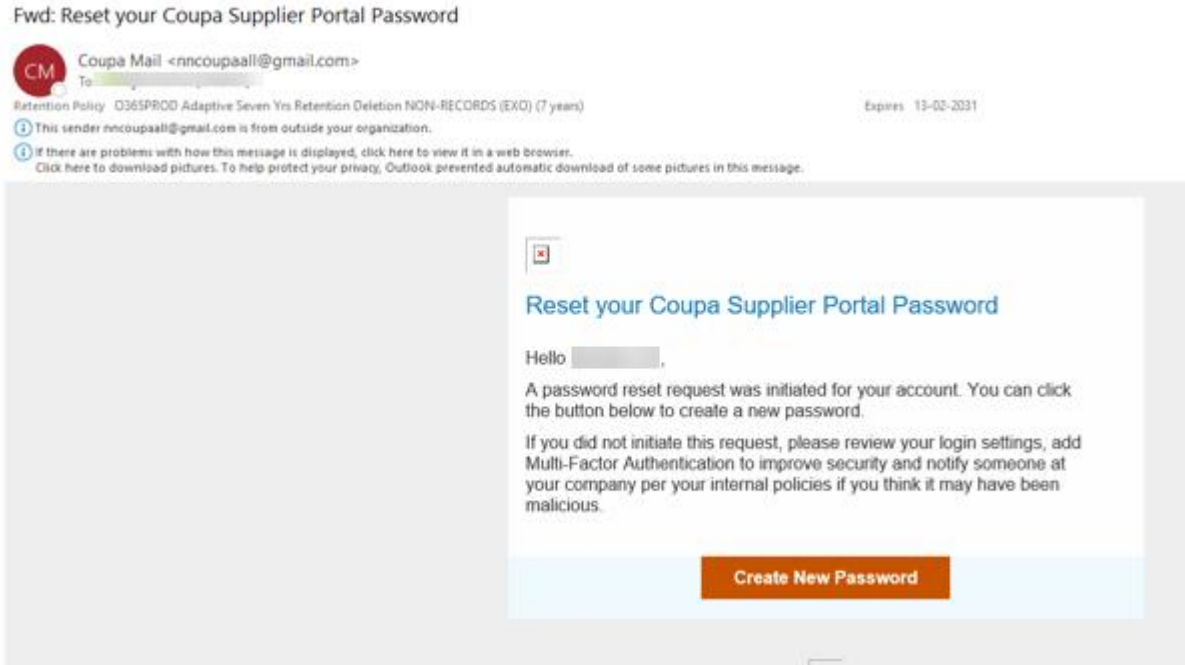 Fwd: Reset your Coupa Supplier Portal Password
CM
Coupa Mail <nncoupaall@gmail.com>
To
Retention Policy O365PROD Adaptive Seven Yrs Retention Deletion NON-RECORDS (EXO) (7 years) Expires 13-02-2031
This sender nncoupaall@gmail.com is from outside your organization.
If there are problems with how this message is displayed, click here to view it in a web browser.
Click here to download pictures. To help protect your privacy, Outlook prevented automatic download of some pictures in this message.
Reset your Coupa Supplier Portal Password
Hello ,
A password reset request was initiated for your account. You can click
the button below to create a new password.
If you did not initiate this request, please review your login settings, add
Multi-Factor Authentication to improve security and notify someone at
your company per your internal policies if you think it may have been
malicious.
Create New Password